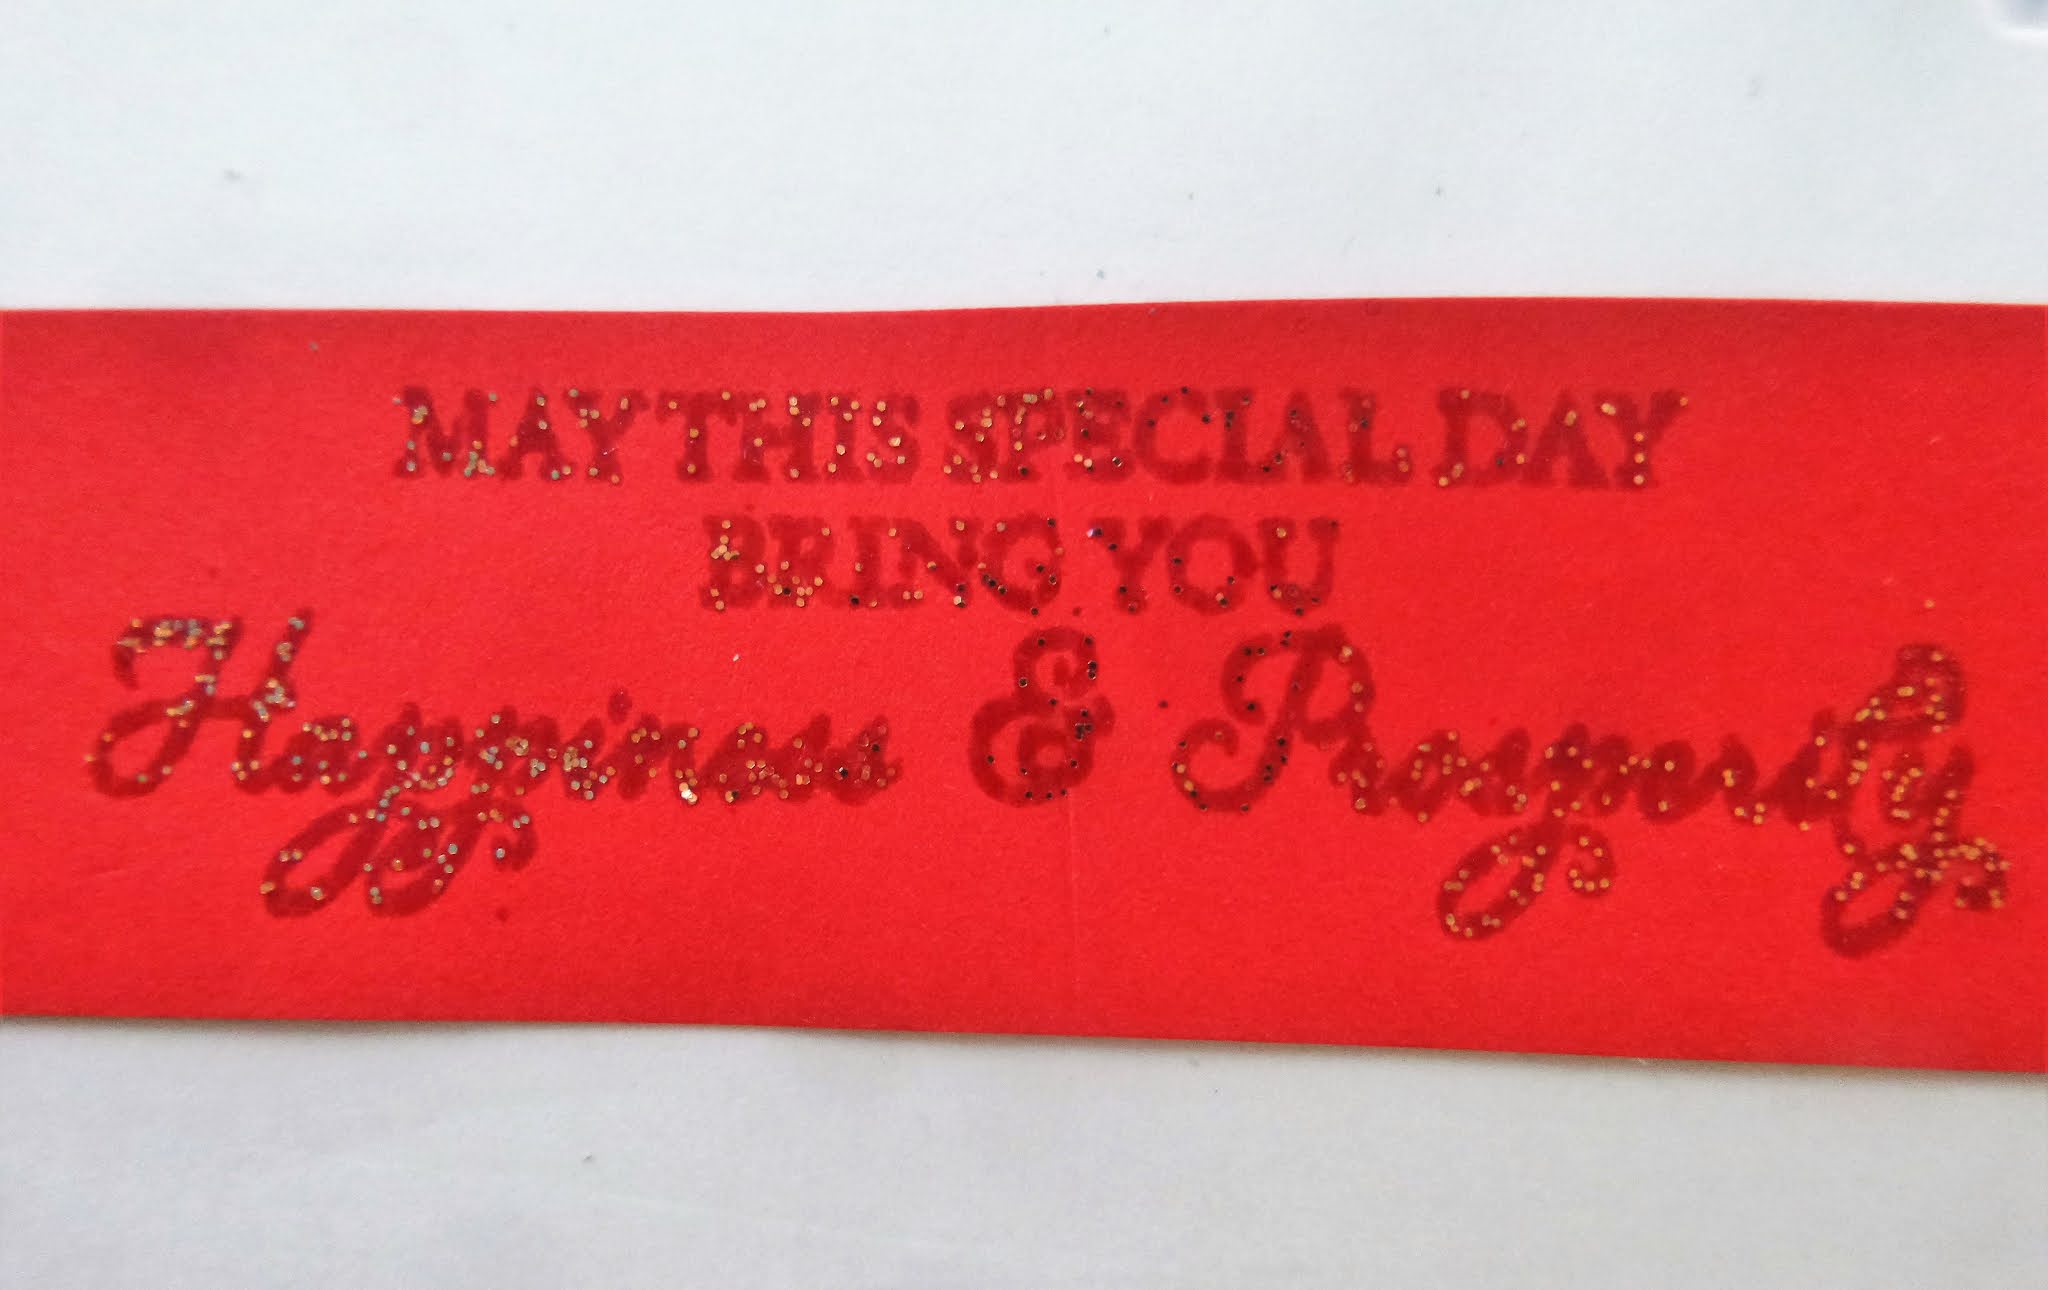 MAY THIS SPECIAL DAY
BRING YOU
Happiness & Prosperity